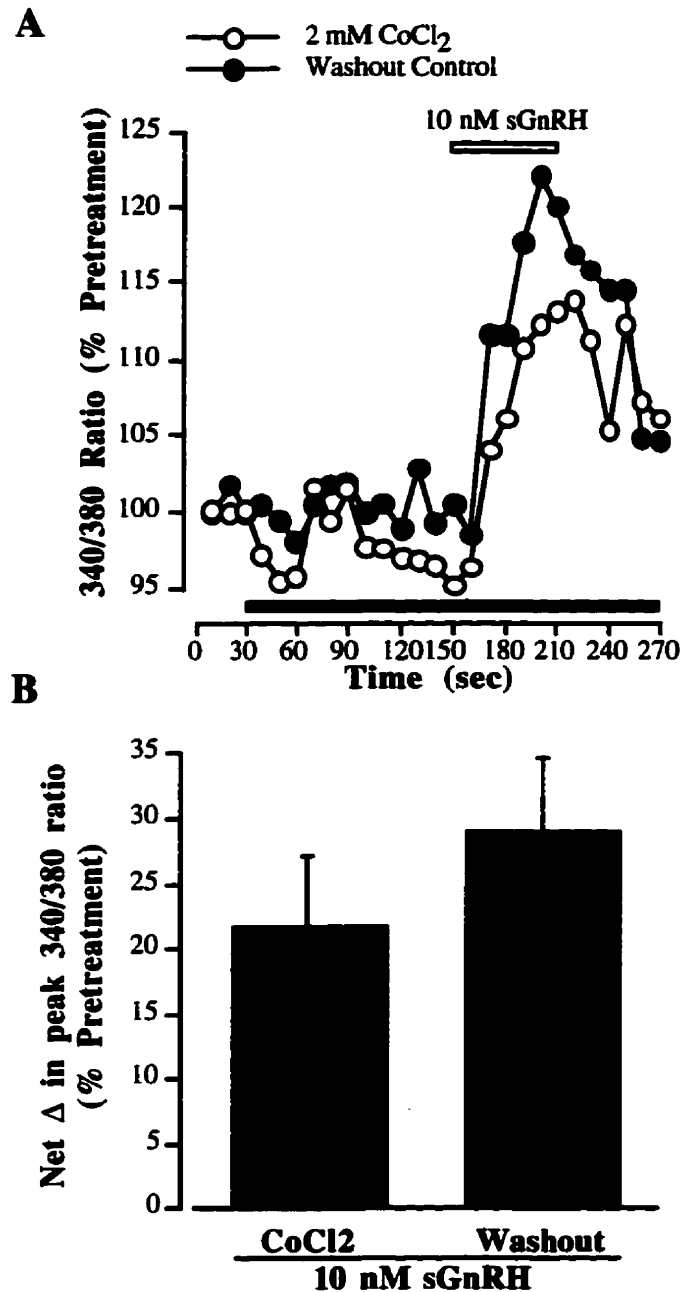 A
2 mM CoCl2
Washout Control
10 nM sGnRH
340/380 Ratio (% Pretreatment)
125
120
115
110
105
100
95
0 30 60 90 120 150 180 210 240 270
Time (sec)
B
Net Δ in peak 340/380 ratio
(% Pretreatment)
35
30
25
20
15
10
5
0
CoCl2 Washout
10 nM sGnRH